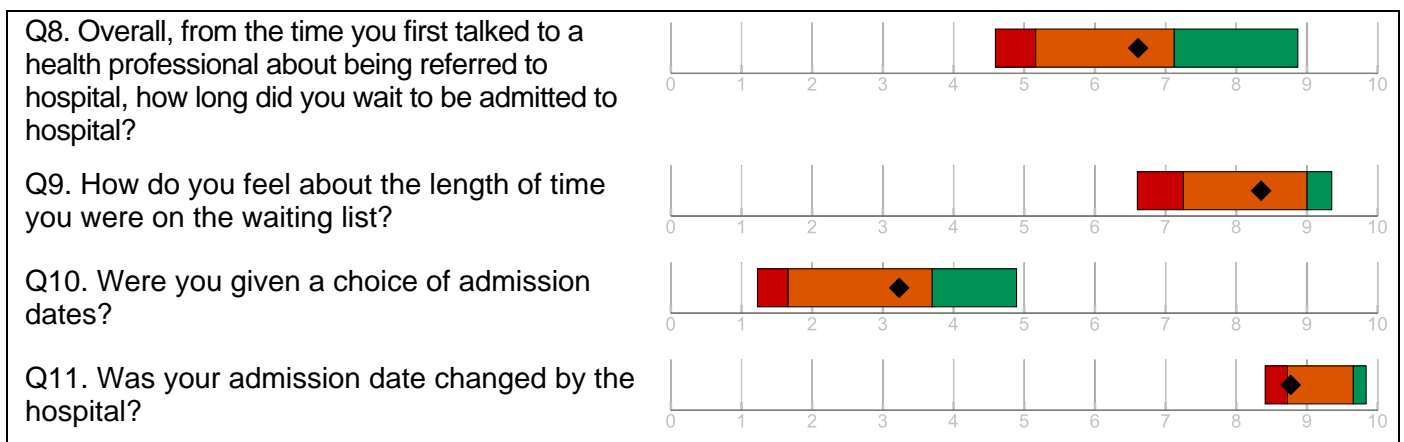 Q8. Overall, from the time you first talked to a
health professional about being referred to
hospital, how long did you wait to be admitted to
hospital?
0 1 2 3 4 5 6 7 8 9 10
Q9. How do you feel about the length of time
you were on the waiting list?
0 1 2 3 4 5 6 7 8 9 10
Q10. Were you given a choice of admission
dates?
0 1 2 3 4 5 6 7 8 9 10
Q11. Was your admission date changed by the
hospital?
0 1 2 3 4 5 6 7 8 9 10